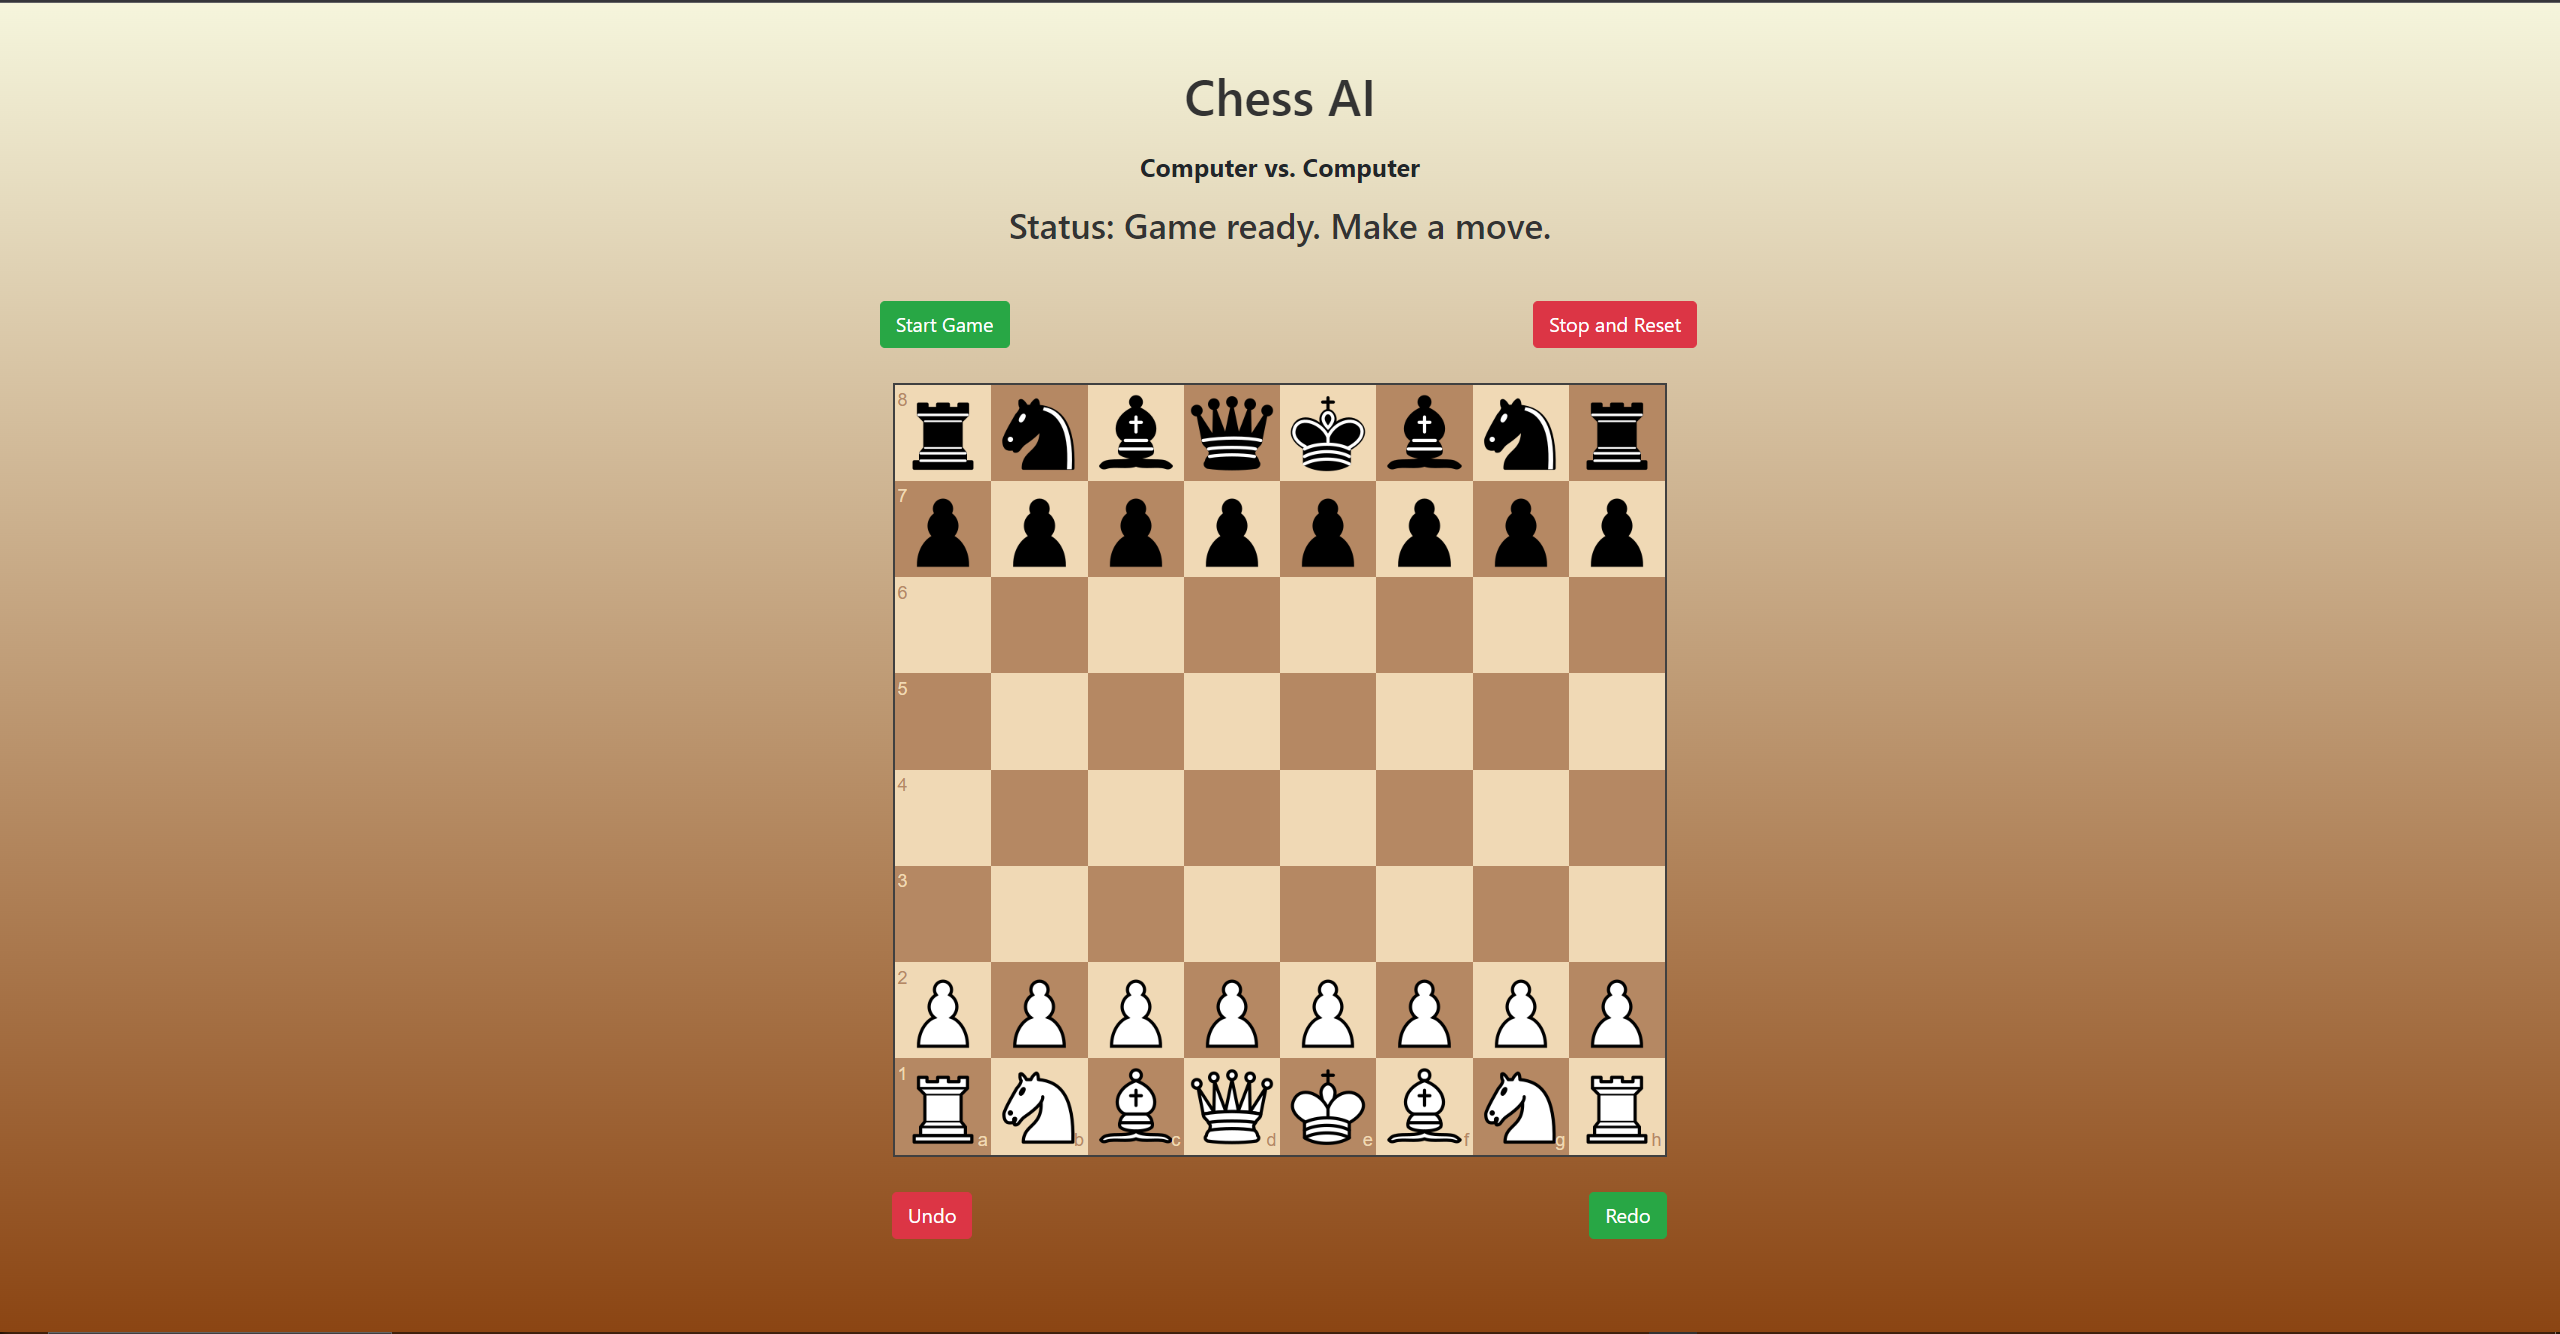 Chess AI
Computer vs. Computer
Status: Game ready. Make a move.
Start Game
Stop and Reset
8
7
6
5
4
3
2
1
a b c d e f g h
Undo
Redo